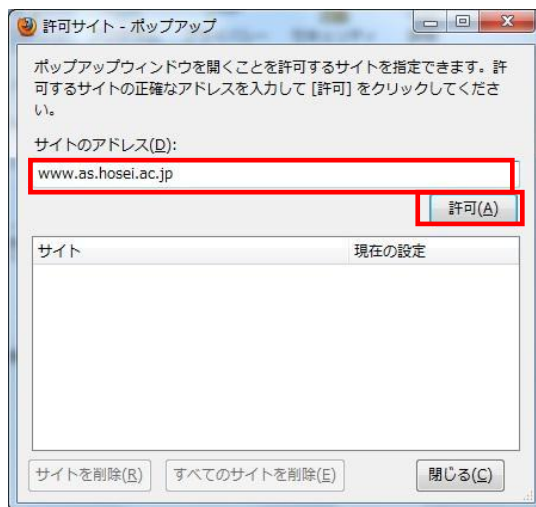 許可サイト - ポップアップ
ポップアップウィンドウを開くことを許可するサイトを指定できます。許
可するサイトの正確なアドレスを入力して [許可] をクリックしてくださ
い。
サイトのアドレス(D):
www.as.hosei.ac.jp
許可(A)
サイト 現在の設定
サイトを削除(R) すべてのサイトを削除(E) 閉じる(C)